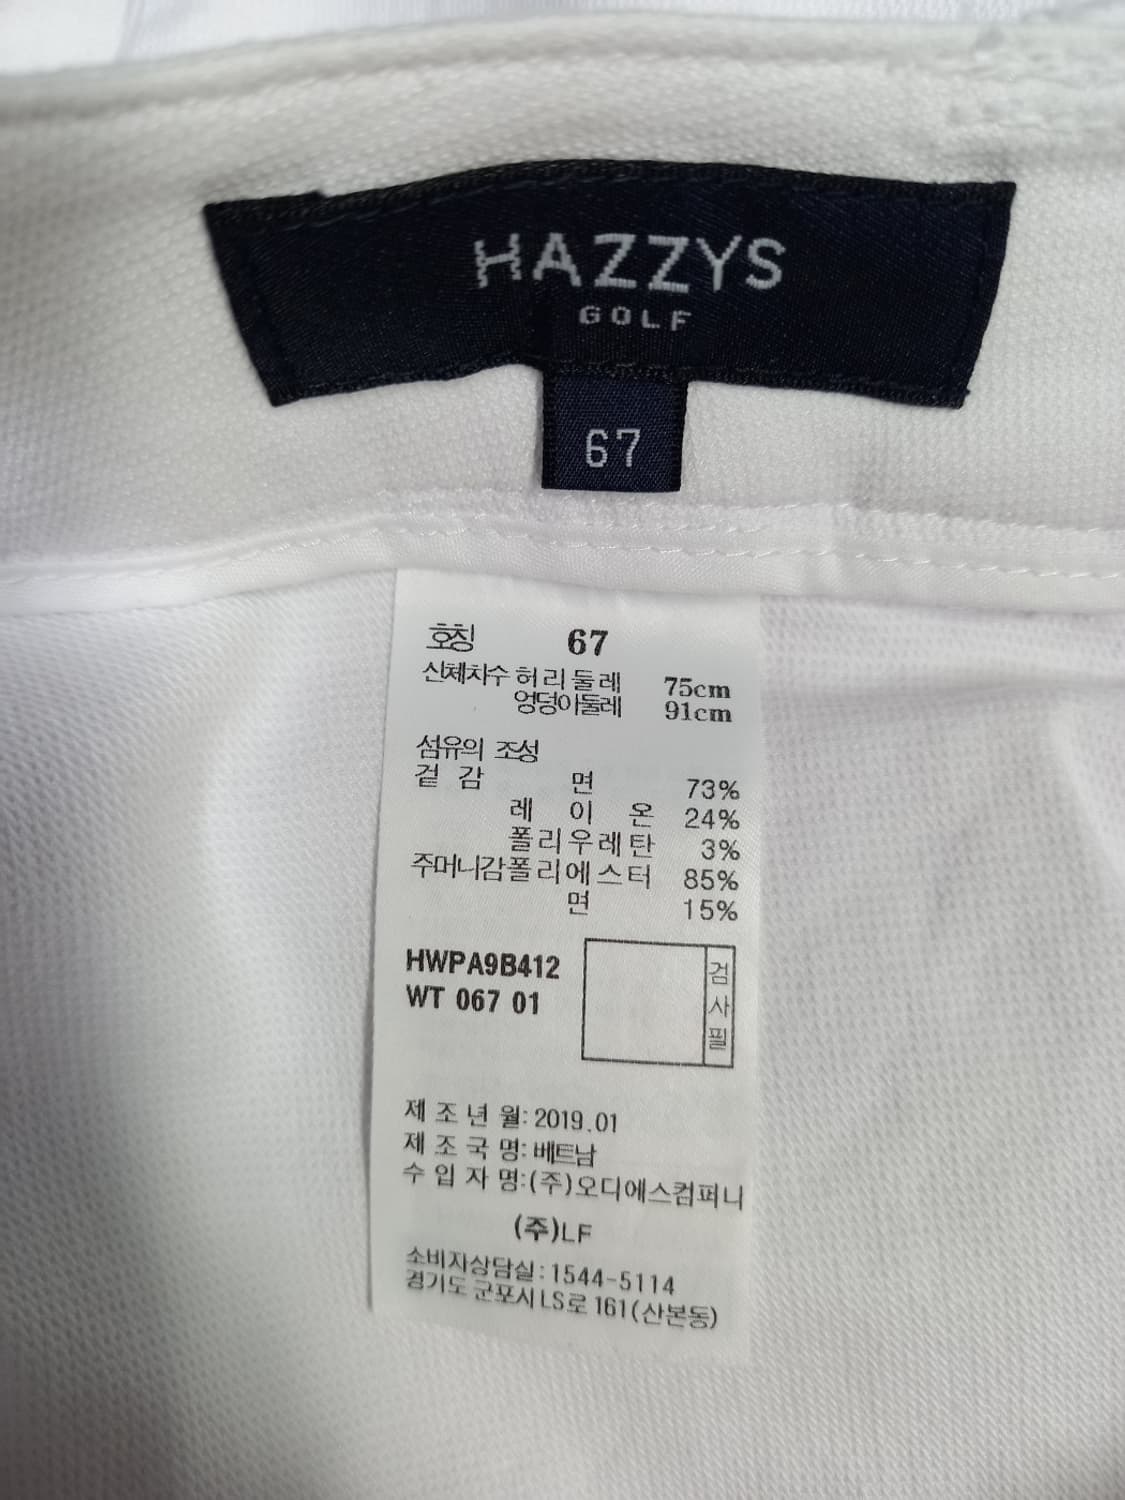 HAZZYS
GOLF
67
호칭 67
신체치수 허리둘레 75cm
엉덩이둘레 91cm
섬유의 조성
겉감 면 73%
레이온 24%
폴리우레탄 3%
주머니감 폴리에스터 85%
면 15%
HWPA9B412
WT 067 01
검사필
제조년월: 2019.01
제조국명: 베트남
수입자명:(주)오디에스컴퍼니
(주)LF
소비자상담실:1544-5114
경기도 군포시 LS로 161(산본동)